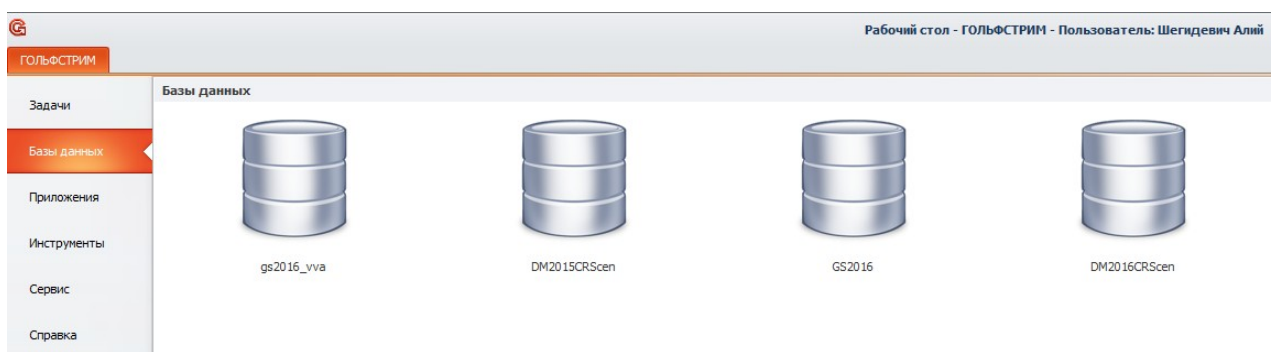 G
Рабочий стол - ГОЛЬФСТРИМ - Пользователь: Шегидевич Алий
ГОЛЬФСТРИМ
Базы данных
Задачи
Базы данных
Приложения
Инструменты
Сервис
Справка
gs2016_vva
DM2015CRScen
GS2016
DM2016CRScen